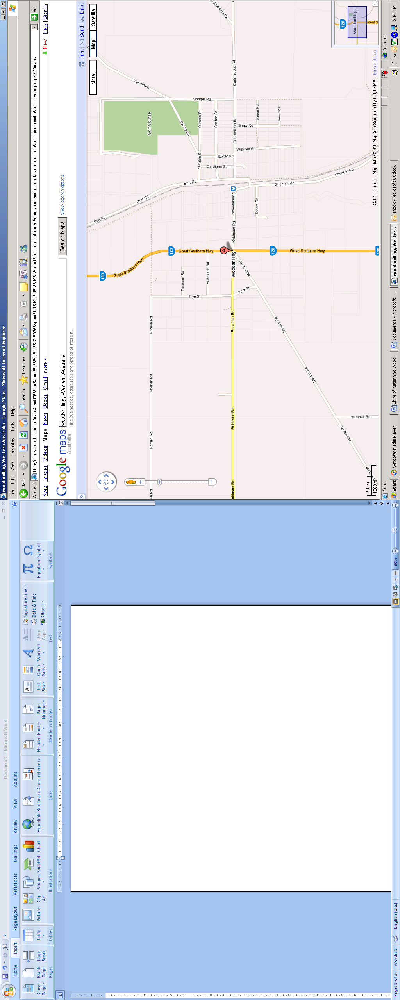 Document1 - Microsoft Word
Home Insert Page Layout References Mailings Review View Add-Ins
Cover Page Blank Page Page Break
Table
Picture Clip Art Shapes SmartArt Chart
Hyperlink Bookmark Cross-reference
Header Footer Page Number
Text Box Quick Parts WordArt Drop Cap
Signature Line
Date & Time
Object
Equation Symbol
Pages Tables Illustrations Links Header & Footer Text Symbols
Page: 1 of 3 Words: 1 English (U.S.) 90%
woodanilling, Western Australia - Google Maps - Microsoft Internet Explorer
File Edit View Favorites Tools Help
Back Search Favorites
Address http://maps.google.com.au/maps?ie=UTF8&z=5&ll=-25.335448,135.745076&spn=31.154942,45.834961&om=1&utm_campaign=en&utm_source=en-ha-apla-au-google-gm&utm_medium=ha&utm_term=google%20maps Go
Web Images Videos Maps News Books Gmail more New! | Help | Sign in
Google maps
Australia
woodanilling, Western Australia Search Maps Show search options
Find businesses, addresses and places of interest.
Print Send Link
More... Map Satellite
Burt Rd
Baxter Rd
Great Southern Hwy
120
Golf Course
Burt Rd
Norrish Rd
Norrish Rd
Norrish Rd
sh Rd
120
Great Southern Hwy
Treasure Rd
Burt Rd
Baxter Rd
Monger Rd
Trye St
Yairabin St
Yairabin St
Haddleton Rd
Carlton St
Cardigan St
Baxter Rd
A
Cartmeticup Rd
obinson Rd
Robinson Rd
Robinson Rd
Woodanilling
Robinson Rd
Woodanilling
Cartmeticup Rd
Cartmeticup Rd
Trye St
Mouritz Rd
Withnell Rd
Shaw Rd
Steere Rd
Steere Rd
120
Great Southern Hwy
Venn Rd
Shenton Rd
Mouritz Rd
Mouritz Rd
Shenton Rd
Mouritz Rd
Marshall Rd
200 m
1000 ft
120
Woodanilling
Great S
©2010 Google - Map data ©2010 MapData Sciences Pty Ltd, PSMA - Terms of Use
Done Internet
Start Windows Media Player Shire of Katanning Wood... Document1 - Microsoft ... woodanilling, Wester... Inbox - Microsoft Outlook 3:59 PM